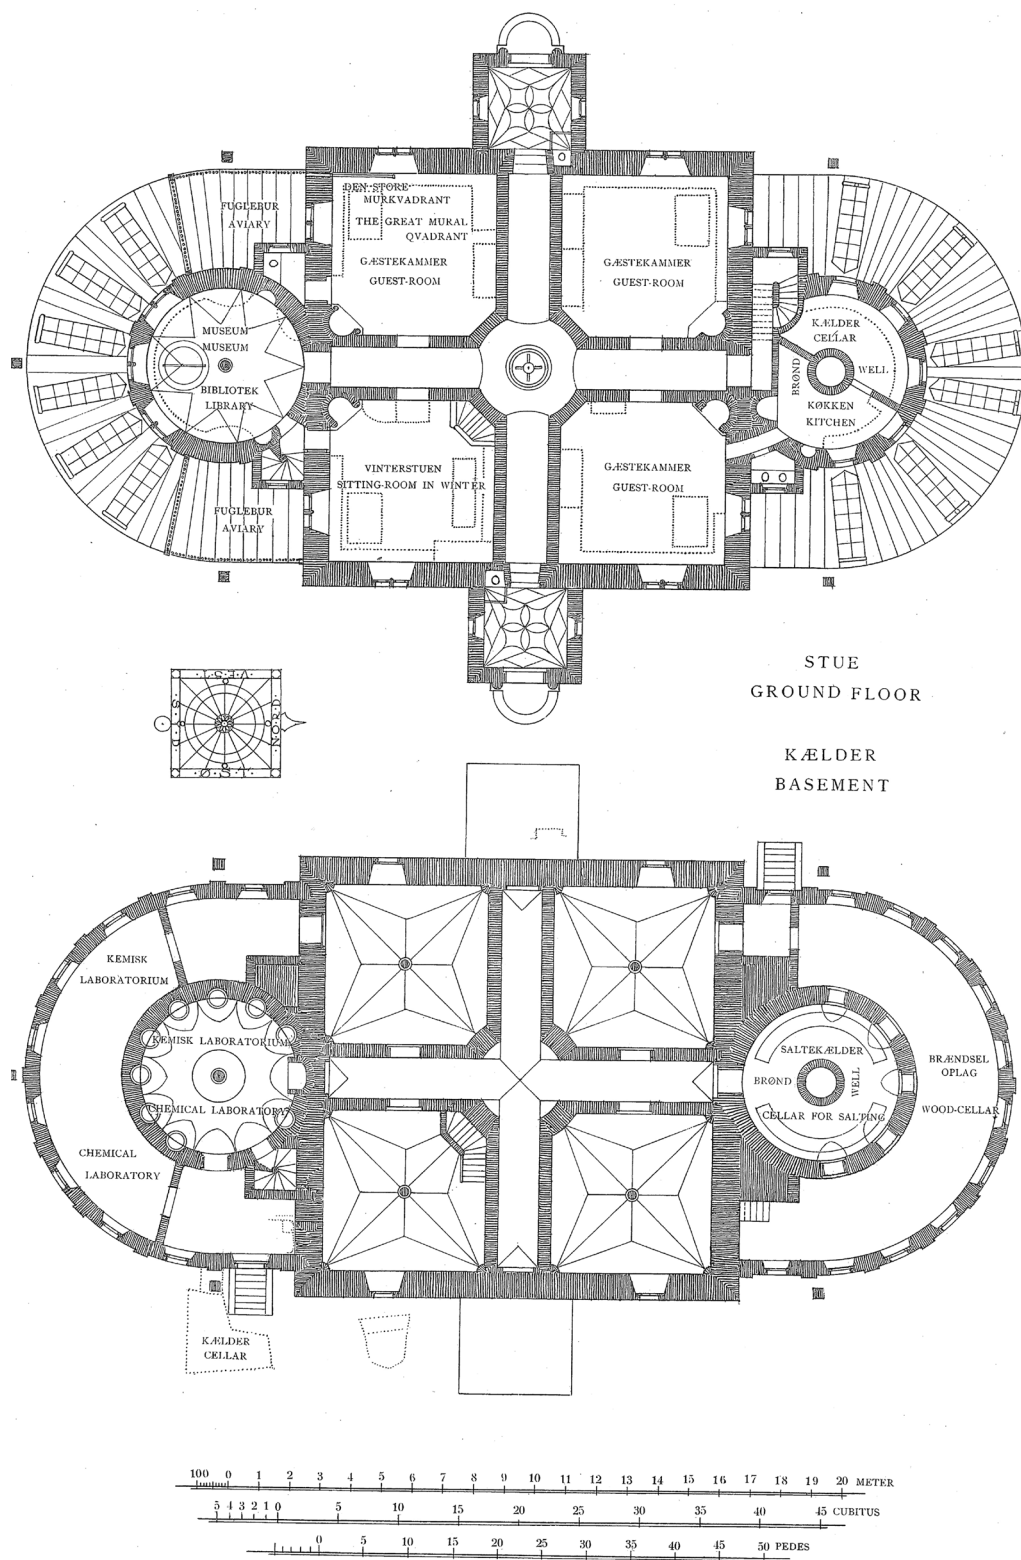 DEN STORE
MURKVADRANT
THE GREAT MURAL
QVADRANT
FUGLEBUR
AVIARY
GÆSTEKAMMER
GUEST-ROOM
GÆSTEKAMMER
GUEST-ROOM
MUSEUM
MUSEUM
BIBLIOTEK
LIBRARY
KÆLDER
CELLAR
BRØND
WELL
KØKKEN
KITCHEN
VINTERSTUEN
SITTING-ROOM IN WINTER
GÆSTEKAMMER
GUEST-ROOM
FUGLEBUR
AVIARY
STUE
GROUND FLOOR
VEST
SYD
NORD
ØST
KÆLDER
BASEMENT
KEMISK
LABORATORIUM
KEMISK LABORATORIUM
CHEMICAL LABORATORY
CHEMICAL
LABORATORY
SALTEKÆLDER
BRØND
WELL
CELLAR FOR SALTING
BRÆNDSEL
OPLAG
WOOD-CELLAR
KÆLDER
CELLAR
100 0 1 2 3 4 5 6 7 8 9 10 11 12 13 14 15 16 17 18 19 20 METER
5 4 3 2 1 0 5 10 15 20 25 30 35 40 45 CUBITUS
0 5 10 15 20 25 30 35 40 45 50 PEDES